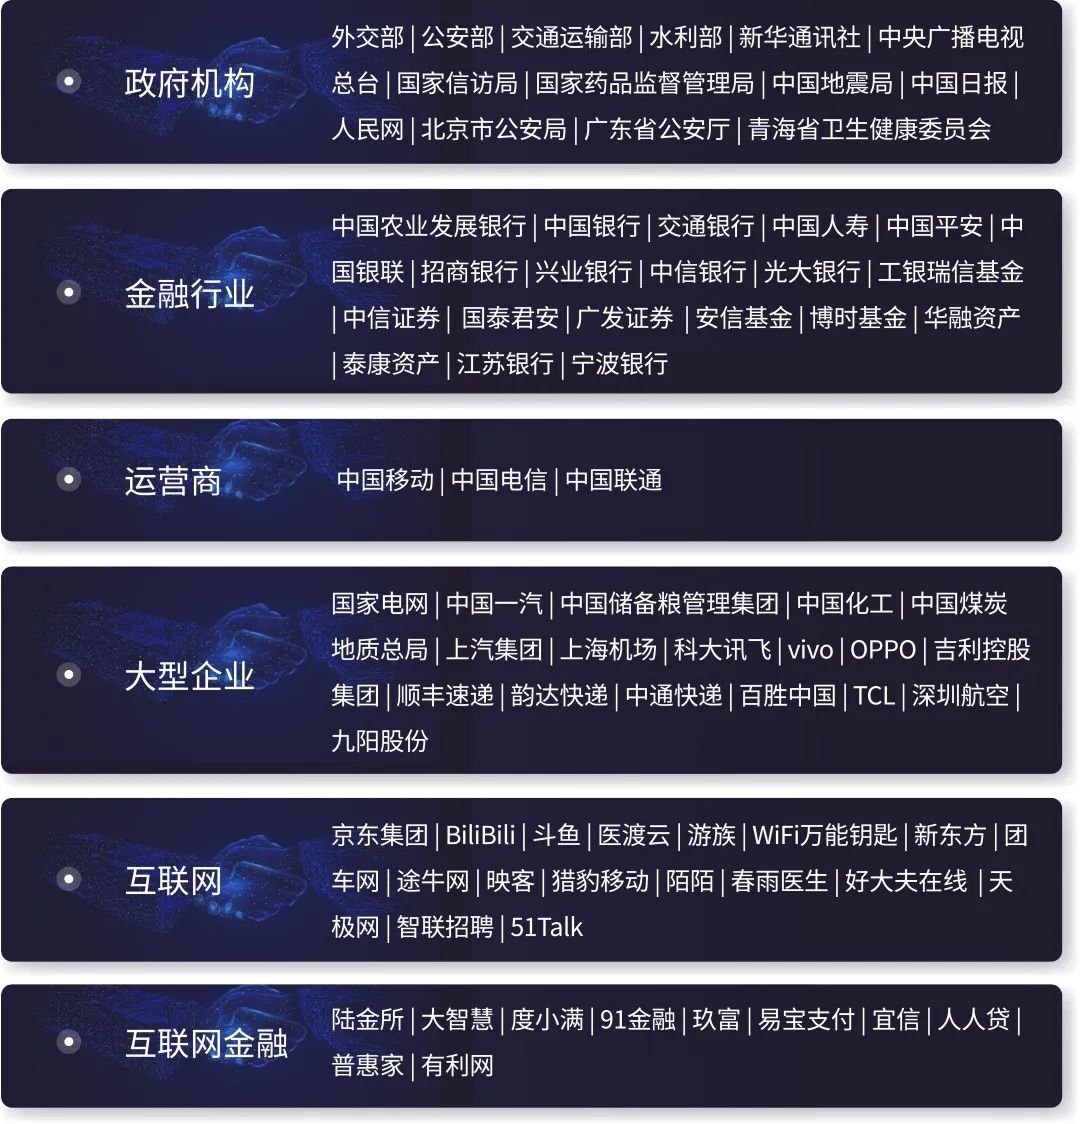 政府机构
外交部 | 公安部 | 交通运输部 | 水利部 | 新华通讯社 | 中央广播电视
总台 | 国家信访局 | 国家药品监督管理局 | 中国地震局 | 中国日报 |
人民网 | 北京市公安局 | 广东省公安厅 | 青海省卫生健康委员会
金融行业
中国农业发展银行 | 中国银行 | 交通银行 | 中国人寿 | 中国平安 | 中
国银联 | 招商银行 | 兴业银行 | 中信银行 | 光大银行 | 工银瑞信基金
| 中信证券 | 国泰君安 | 广发证券 | 安信基金 | 博时基金 | 华融资产
| 泰康资产 | 江苏银行 | 宁波银行
运营商
中国移动 | 中国电信 | 中国联通
大型企业
国家电网 | 中国一汽 | 中国储备粮管理集团 | 中国化工 | 中国煤炭
地质总局 | 上汽集团 | 上海机场 | 科大讯飞 | vivo | OPPO | 吉利控股
集团 | 顺丰速递 | 韵达快递 | 中通快递 | 百胜中国 | TCL | 深圳航空 |
九阳股份
互联网
京东集团 | BiliBili | 斗鱼 | 医渡云 | 游族 | WiFi万能钥匙 | 新东方 | 团
车网 | 途牛网 | 映客 | 猎豹移动 | 陌陌 | 春雨医生 | 好大夫在线 | 天
极网 | 智联招聘 | 51Talk
互联网金融
陆金所 | 大智慧 | 度小满 | 91金融 | 玖富 | 易宝支付 | 宜信 | 人人贷 |
普惠家 | 有利网